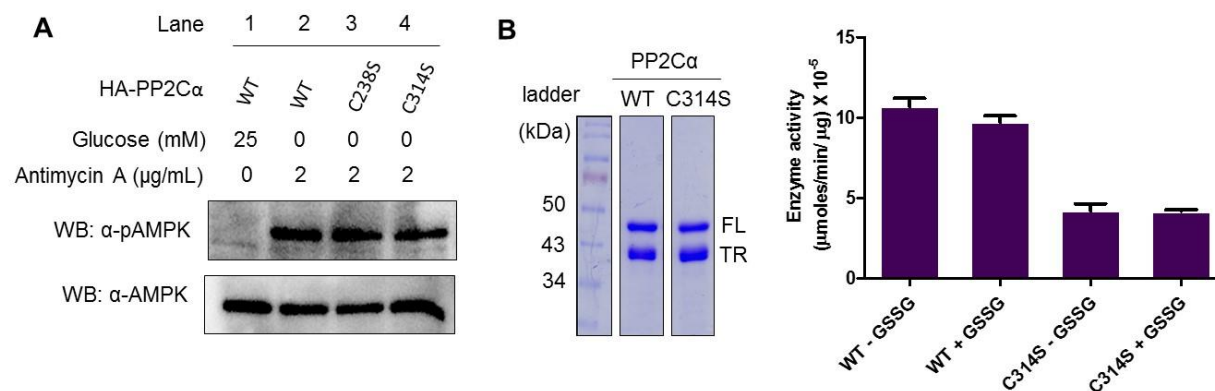 A
Lane 1 2 3 4
HA-PP2Cα WT WT C238S C314S
Glucose (mM) 25 0 0 0
Antimycin A (µg/mL) 0 2 2 2
WB: α-pAMPK
WB: α-AMPK
B
PP2Cα
ladder WT C314S
(kDa)
50
43
34
FL
TR
Enzyme activity
(µmoles/min/ µg) X 10-5
15
10
5
0
WT - GSSG
WT + GSSG
C314S - GSSG
C314S + GSSG